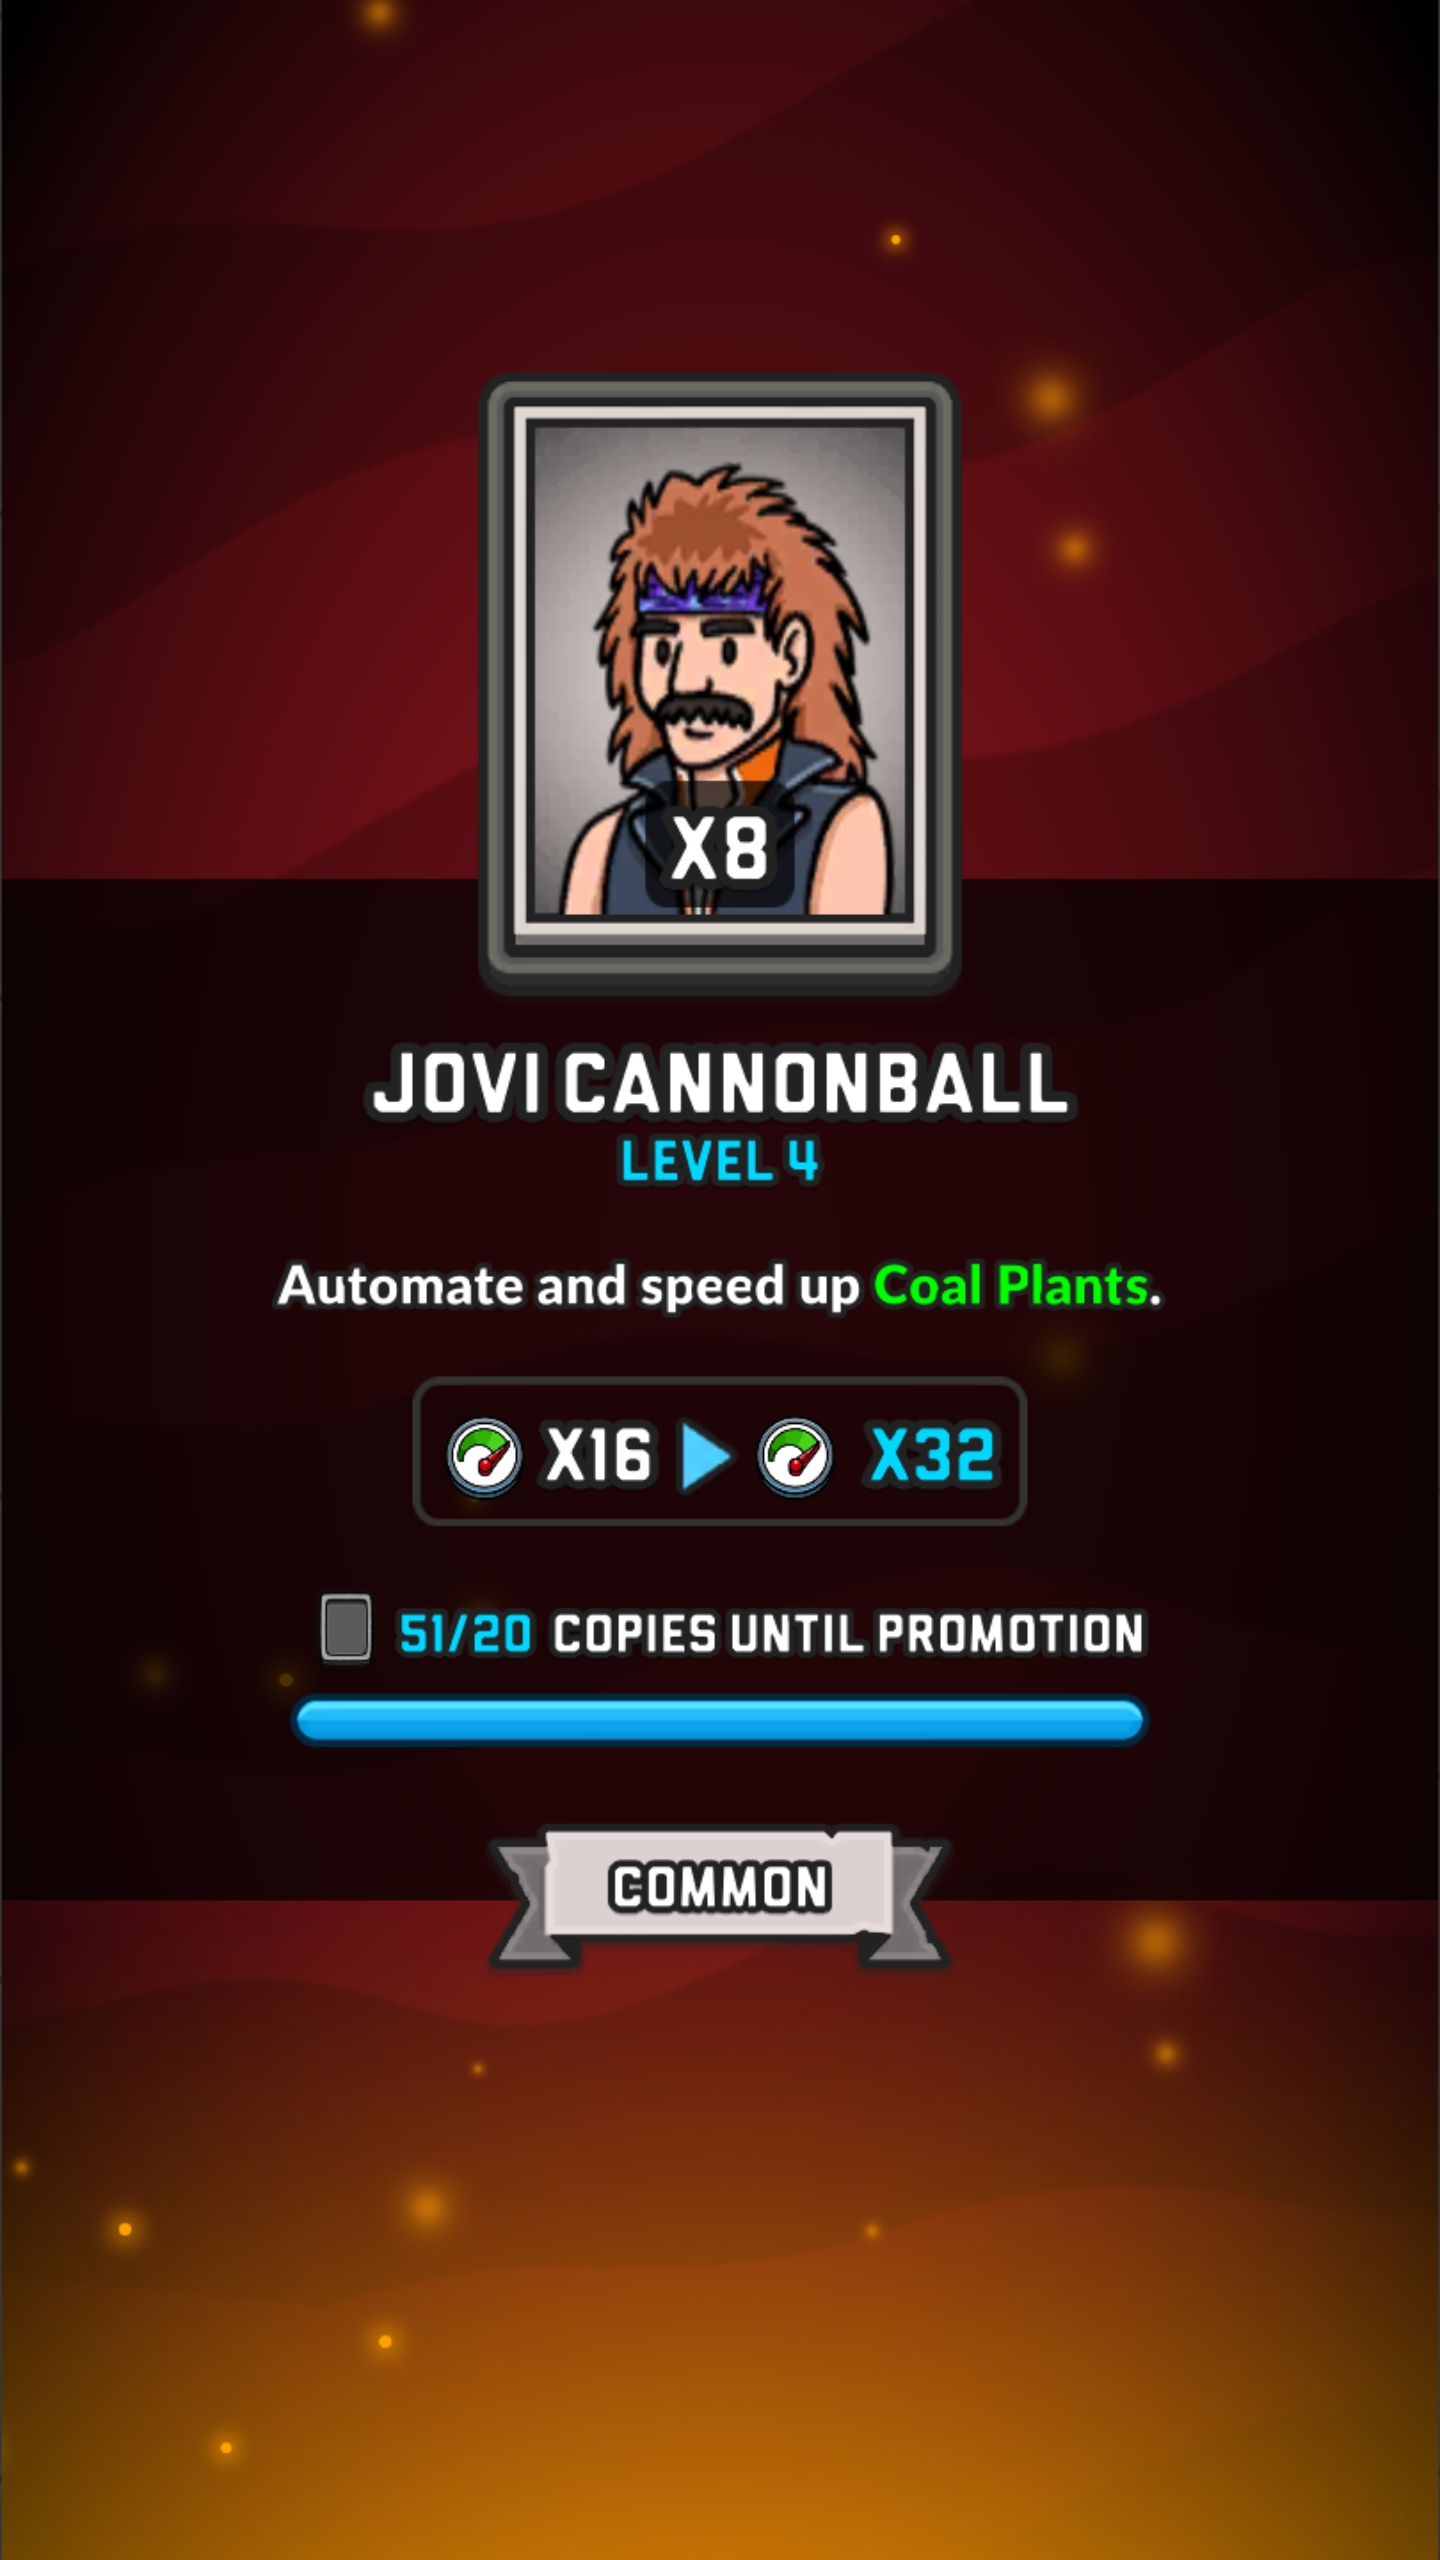 X8
JOVI CANNONBALL
LEVEL 4
Automate and speed up Coal Plants.
X16 X32
51/20 COPIES UNTIL PROMOTION
COMMON